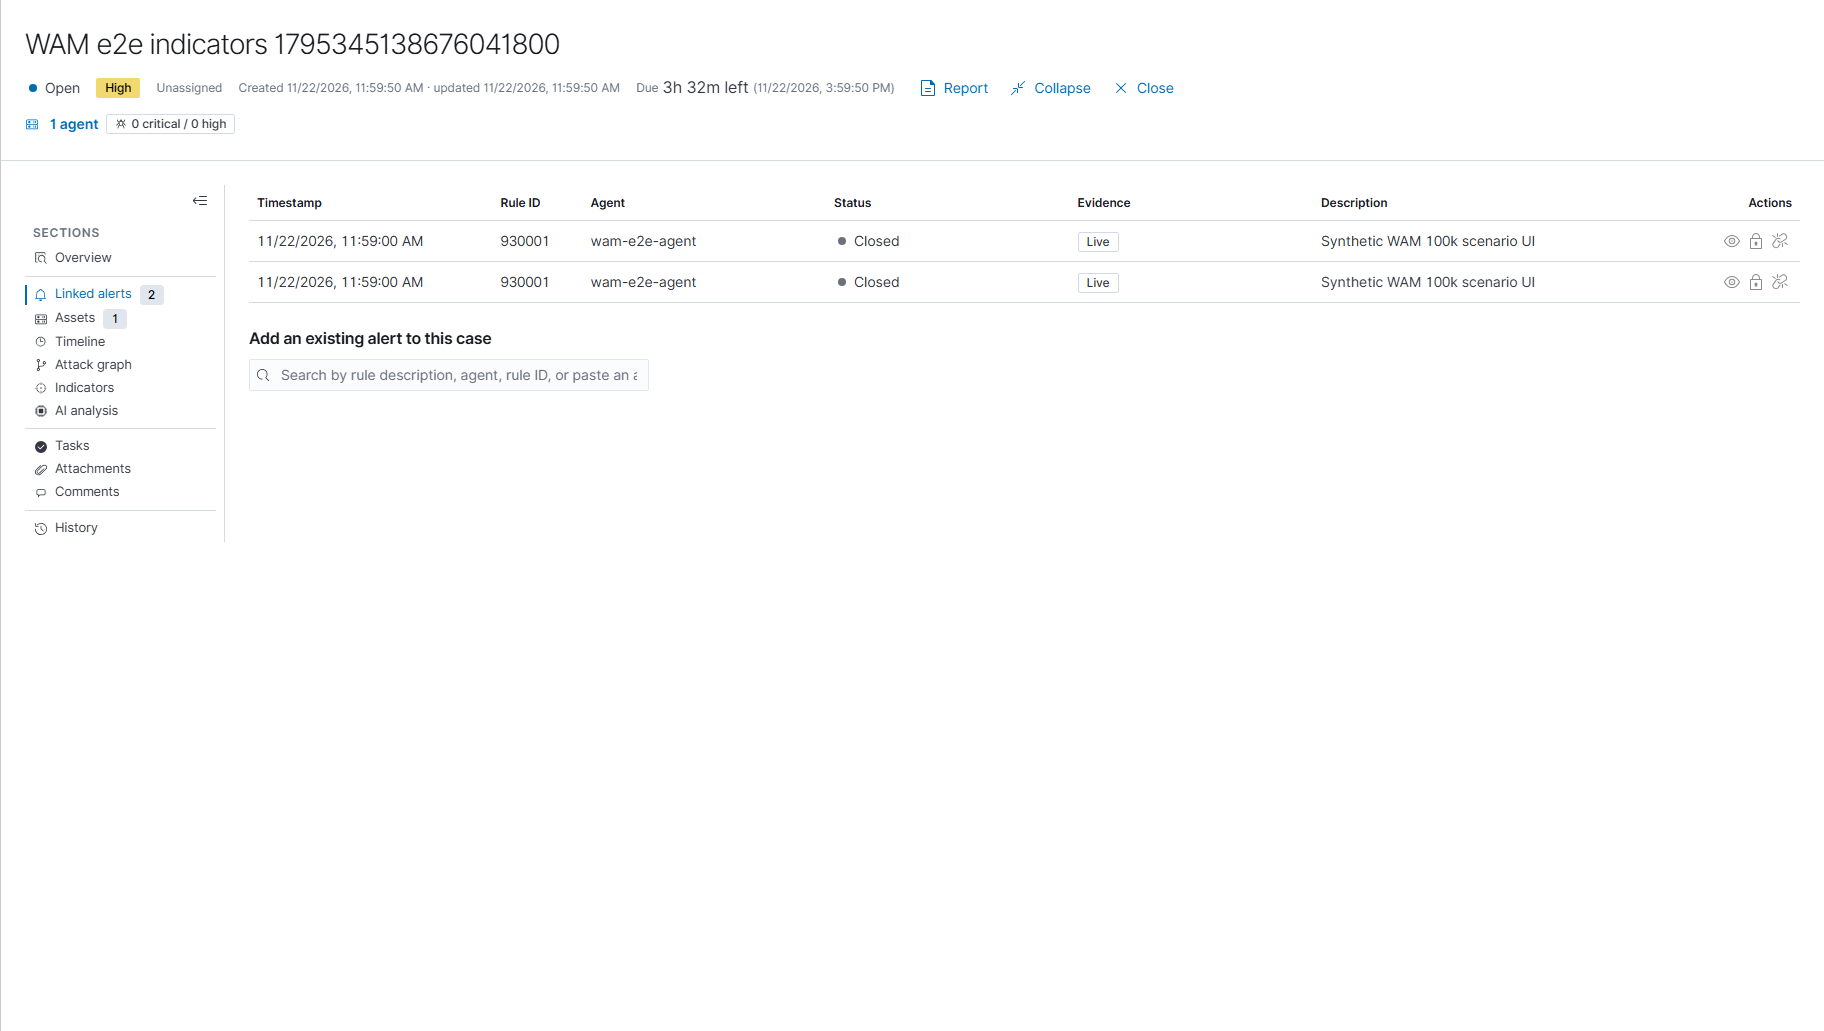 WAM e2e indicators 1795345138676041800
Open High Unassigned Created 11/22/2026, 11:59:50 AM · updated 11/22/2026, 11:59:50 AM Due 3h 32m left (11/22/2026, 3:59:50 PM) Report Collapse Close
1 agent 0 critical / 0 high
SECTIONS
Overview
Linked alerts 2
Assets 1
Timeline
Attack graph
Indicators
AI analysis
Tasks
Attachments
Comments
History
Timestamp Rule ID Agent Status Evidence Description Actions
11/22/2026, 11:59:00 AM 930001 wam-e2e-agent Closed Live Synthetic WAM 100k scenario UI
11/22/2026, 11:59:00 AM 930001 wam-e2e-agent Closed Live Synthetic WAM 100k scenario UI
Add an existing alert to this case
Search by rule description, agent, rule ID, or paste an a